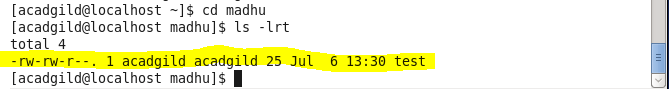 [acadgild@localhost ~]$ cd madhu
[acadgild@localhost madhu]$ ls -lrt
total 4
-rw-rw-r--. 1 acadgild acadgild 25 Jul  6 13:30 test
[acadgild@localhost madhu]$